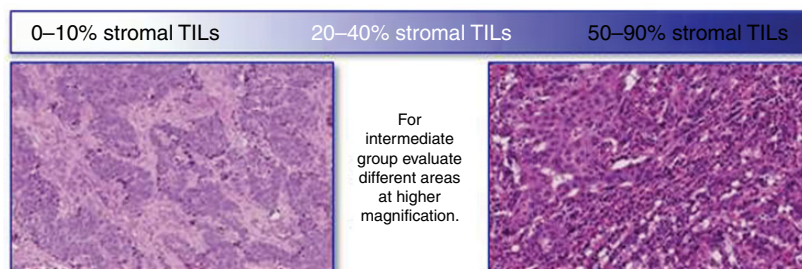 0–10% stromal TILs 20–40% stromal TILs 50–90% stromal TILs
For
intermediate
group evaluate
different areas
at higher
magnification.